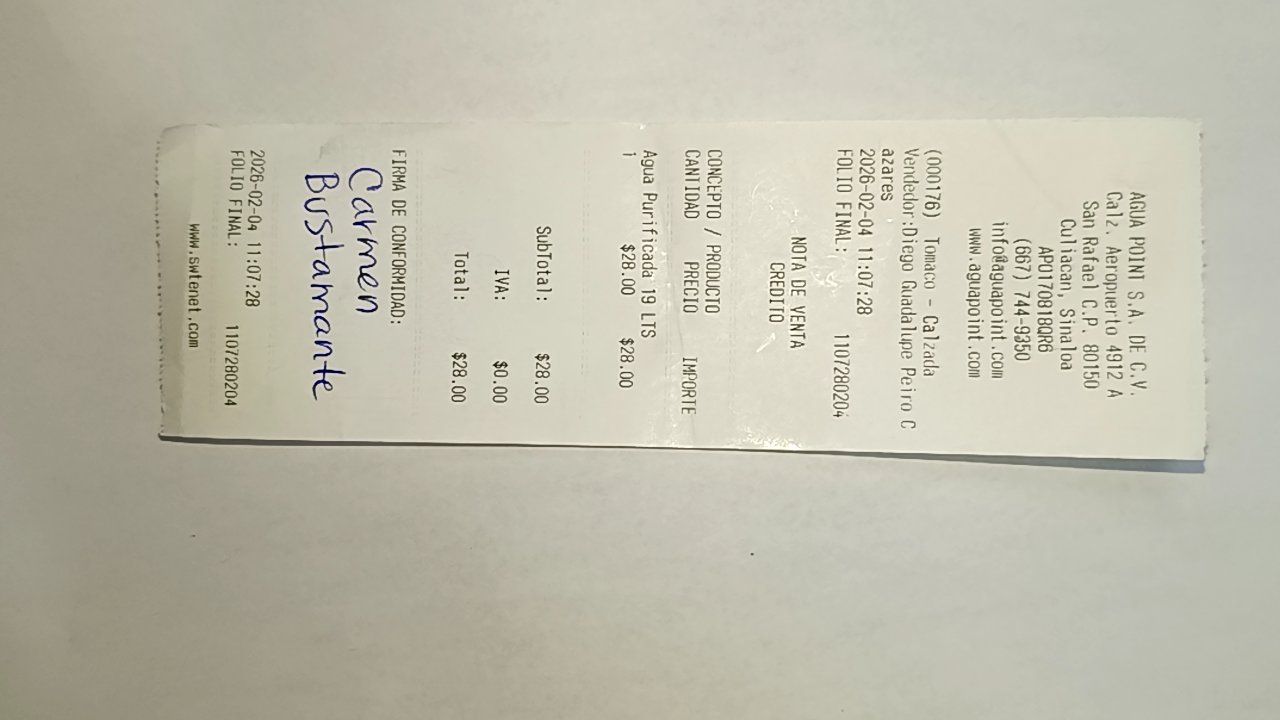 AGUA POINT S.A. DE C.V.
Calz. Aeropuerto 4912 A
San Rafael C.P. 80150
Culiacan, Sinaloa
APO170818QR6
(667) 744-9350
info@aguapoint.com
www.aguapoint.com
(000176) Tomaco - Calzada
Vendedor:Diego Guadalupe Peiro C
azares
2026-02-04 11:07:28
FOLIO FINAL: 1107280204
NOTA DE VENTA
CREDITO
CONCEPTO / PRODUCTO
CANTIDAD PRECIO IMPORTE
Agua Purificada 19 LTS
1 $28.00 $28.00
SubTotal: $28.00
IVA: $0.00
Total: $28.00
FIRMA DE CONFORMIDAD:
Carmen
Bustamante
2026-02-04 11:07:28
FOLIO FINAL: 1107280204
www.swtenet.com